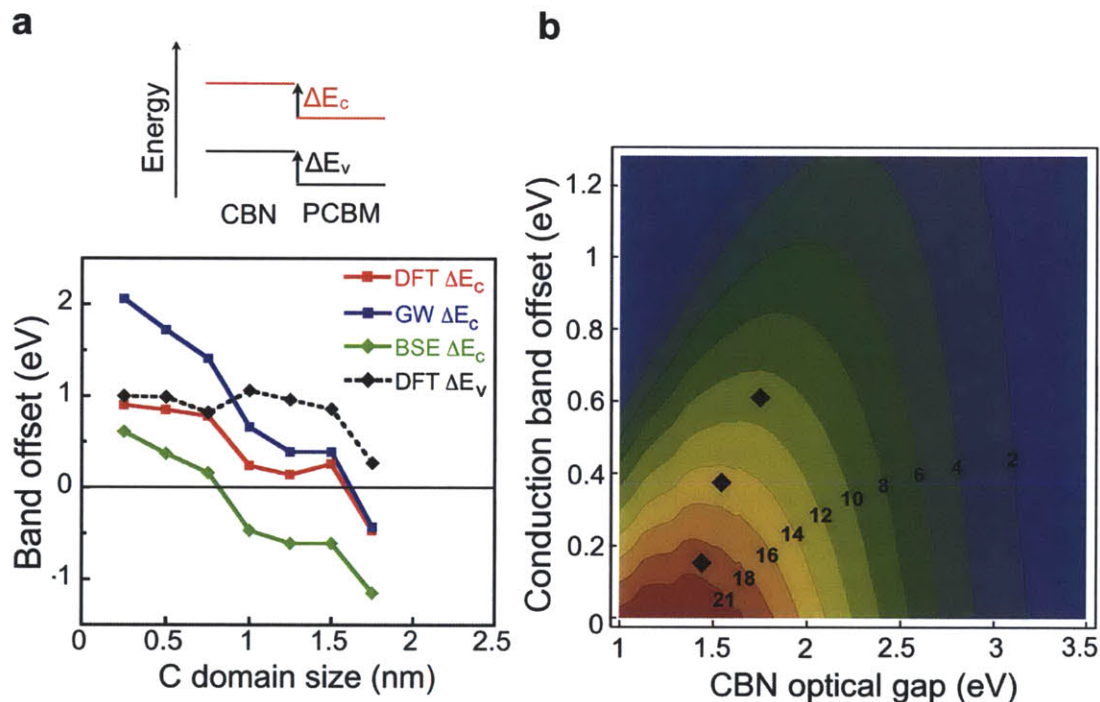 a
Energy
ΔEc
ΔEv
CBN PCBM
DFT ΔEc
GW ΔEc
BSE ΔEc
DFT ΔEv
Band offset (eV)
2
1
0
-1
0 0.5 1 1.5 2 2.5
C domain size (nm)
b
Conduction band offset (eV)
1.2
1
0.8
0.6
0.4
0.2
0
2
4
6
8
10
12
14
16
18
21
1 1.5 2 2.5 3 3.5
CBN optical gap (eV)